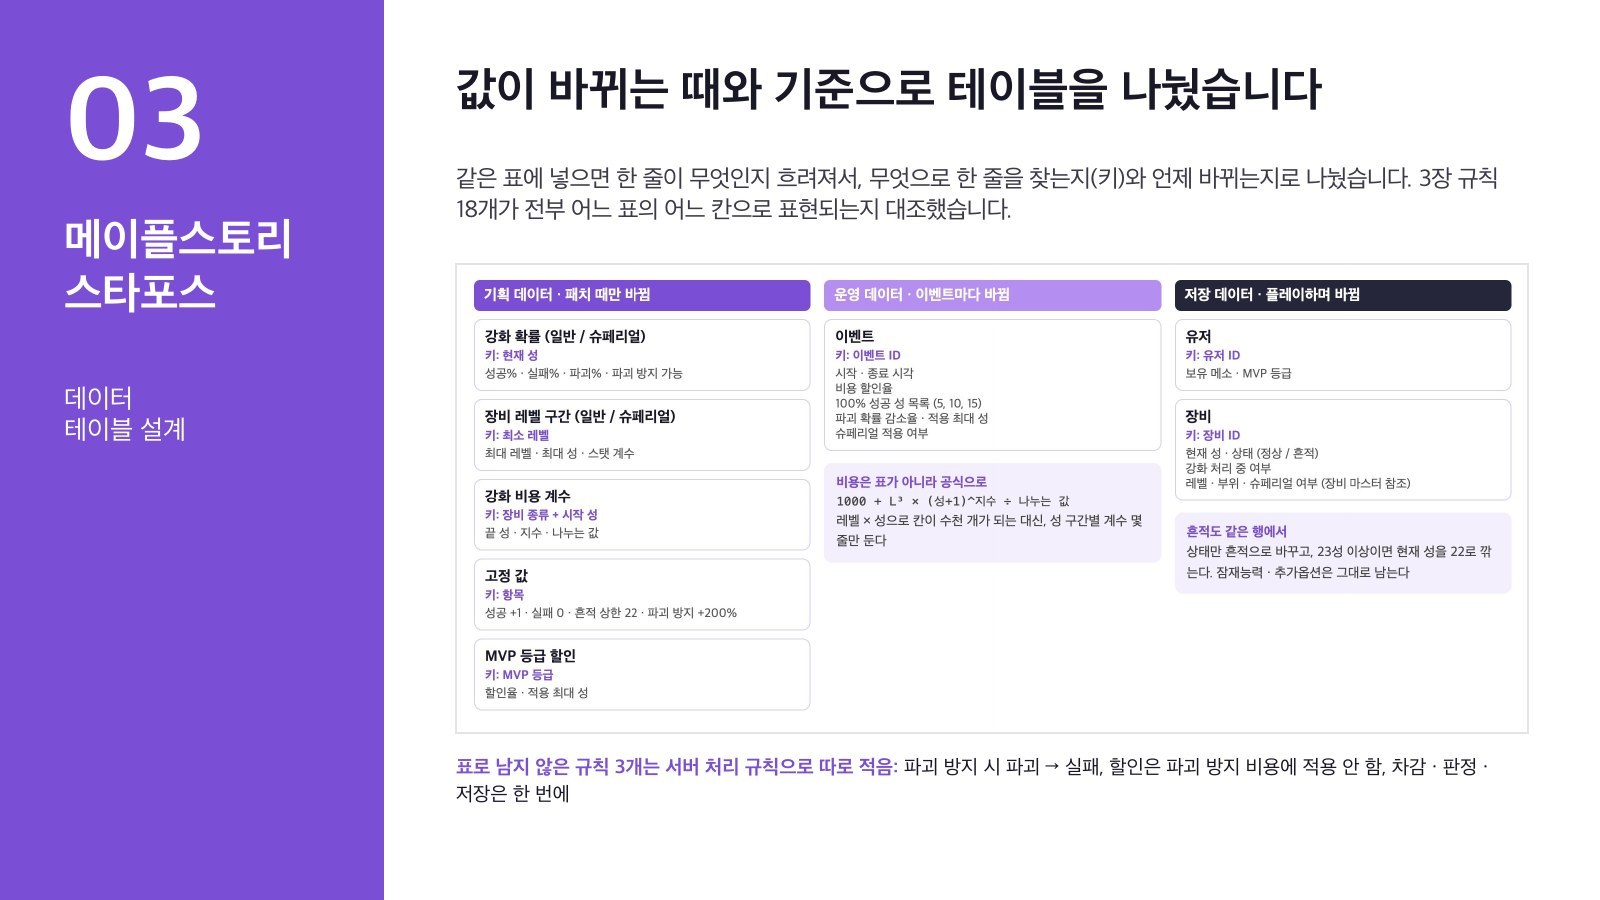 03
메이플스토리
스타포스
데이터
테이블 설계
값이 바뀌는 때와 기준으로 테이블을 나눴습니다
같은 표에 넣으면 한 줄이 무엇인지 흐려져서, 무엇으로 한 줄을 찾는지(키)와 언제 바뀌는지로 나눴습니다. 3장 규칙
18개가 전부 어느 표의 어느 칸으로 표현되는지 대조했습니다.
기획 데이터 · 패치 때만 바뀜
강화 확률 (일반 / 슈페리얼)
키: 현재 성
성공% · 실패% · 파괴% · 파괴 방지 가능
장비 레벨 구간 (일반 / 슈페리얼)
키: 최소 레벨
최대 레벨 · 최대 성 · 스탯 계수
강화 비용 계수
키: 장비 종류 + 시작 성
끝 성 · 지수 · 나누는 값
고정 값
키: 항목
성공 +1 · 실패 0 · 흔적 상한 22 · 파괴 방지 +200%
MVP 등급 할인
키: MVP 등급
할인율 · 적용 최대 성
운영 데이터 · 이벤트마다 바뀜
이벤트
키: 이벤트 ID
시작 · 종료 시각
비용 할인율
100% 성공 성 목록 (5, 10, 15)
파괴 확률 감소율 · 적용 최대 성
슈페리얼 적용 여부
비용은 표가 아니라 공식으로
1000 + L³ × (성+1)^지수 ÷ 나누는 값
레벨 × 성으로 칸이 수천 개가 되는 대신, 성 구간별 계수 몇
줄만 둔다
저장 데이터 · 플레이하며 바뀜
유저
키: 유저 ID
보유 메소 · MVP 등급
장비
키: 장비 ID
현재 성 · 상태 (정상 / 흔적)
강화 처리 중 여부
레벨 · 부위 · 슈페리얼 여부 (장비 마스터 참조)
흔적도 같은 행에서
상태만 흔적으로 바꾸고, 23성 이상이면 현재 성을 22로 깎
는다. 잠재능력 · 추가옵션은 그대로 남는다
표로 남지 않은 규칙 3개는 서버 처리 규칙으로 따로 적음: 파괴 방지 시 파괴 → 실패, 할인은 파괴 방지 비용에 적용 안 함, 차감 · 판정 ·
저장은 한 번에